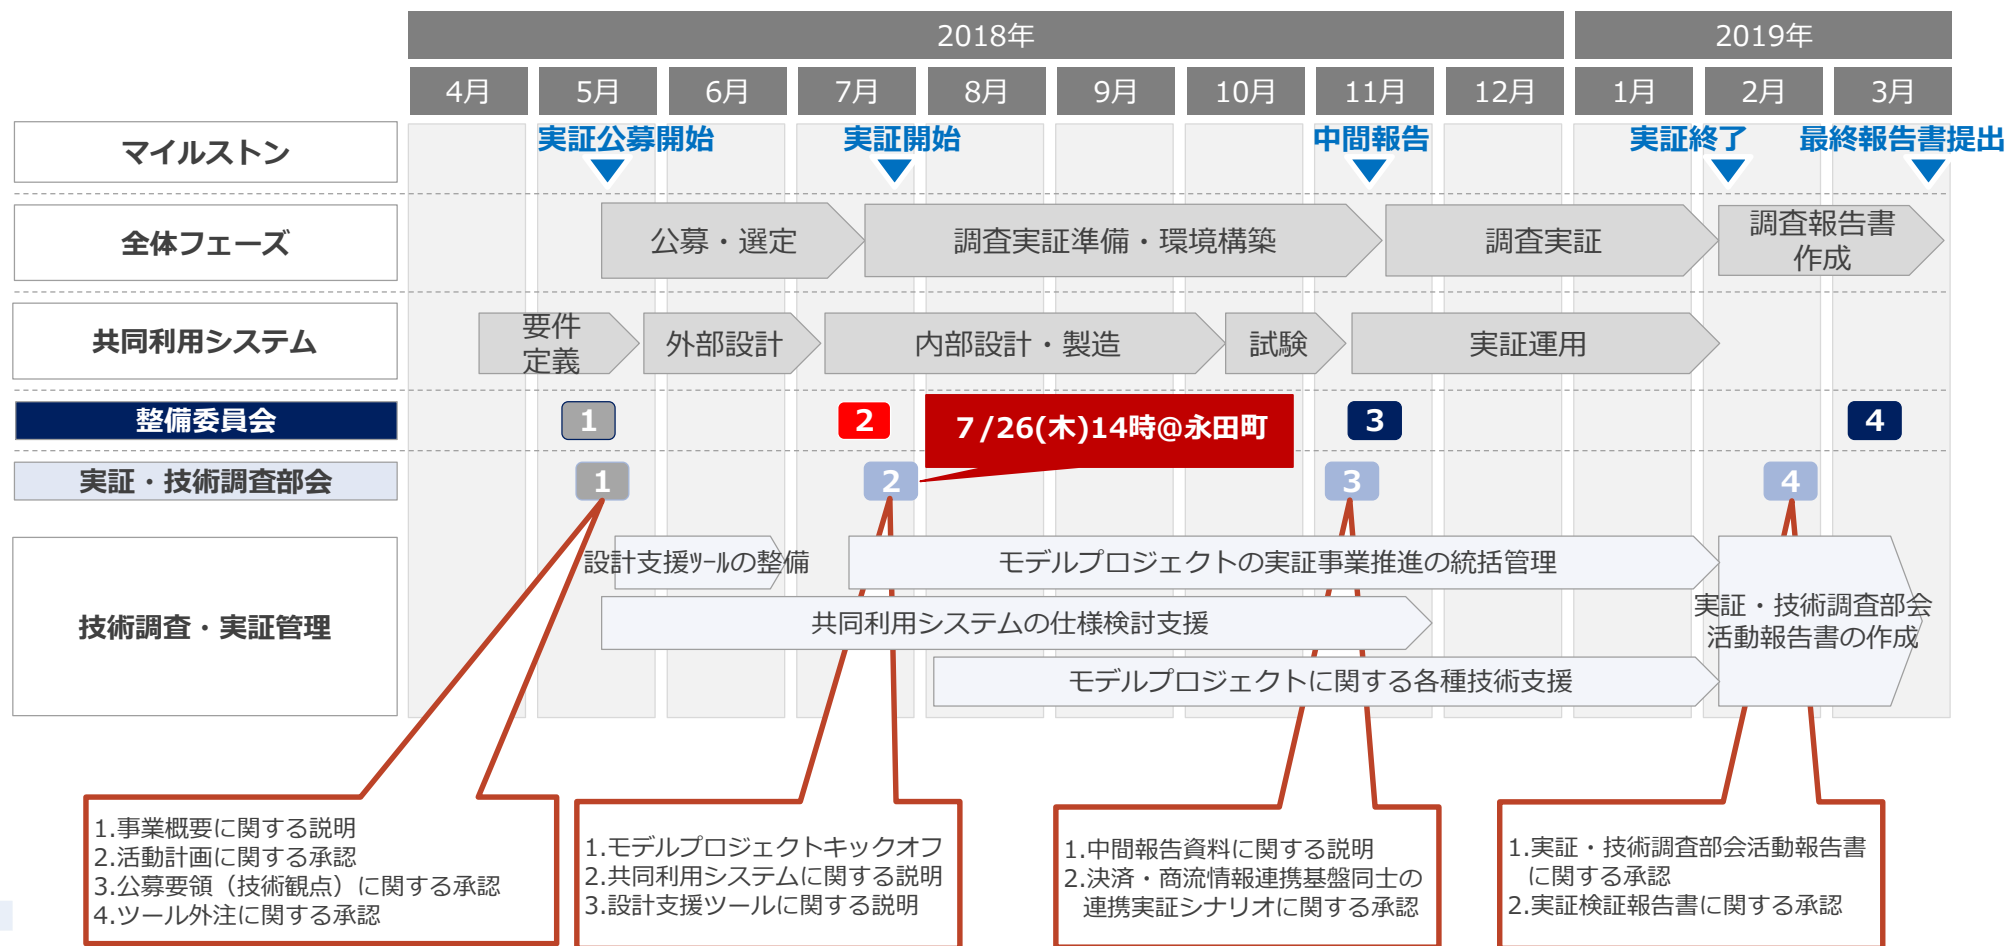 2018年
2019年
4月
5月
6月
7月
8月
9月
10月
11月
12月
1月
2月
3月
マイルストン
実証公募開始
実証開始
中間報告
実証終了
最終報告書提出
全体フェーズ
公募・選定
調査実証準備・環境構築
調査実証
調査報告書
作成
共同利用システム
要件
定義
外部設計
内部設計・製造
試験
実証運用
整備委員会
1
2
7/26(木)14時@永田町
3
4
実証・技術調査部会
1
2
3
4
技術調査・実証管理
設計支援ﾂｰﾙの整備
モデルプロジェクトの実証事業推進の統括管理
共同利用システムの仕様検討支援
モデルプロジェクトに関する各種技術支援
実証・技術調査部会
活動報告書の作成
1.事業概要に関する説明
2.活動計画に関する承認
3.公募要領（技術観点）に関する承認
4.ツール外注に関する承認
1.モデルプロジェクトキックオフ
2.共同利用システムに関する説明
3.設計支援ツールに関する説明
1.中間報告資料に関する説明
2.決済・商流情報連携基盤同士の
連携実証シナリオに関する承認
1.実証・技術調査部会活動報告書
に関する承認
2.実証検証報告書に関する承認